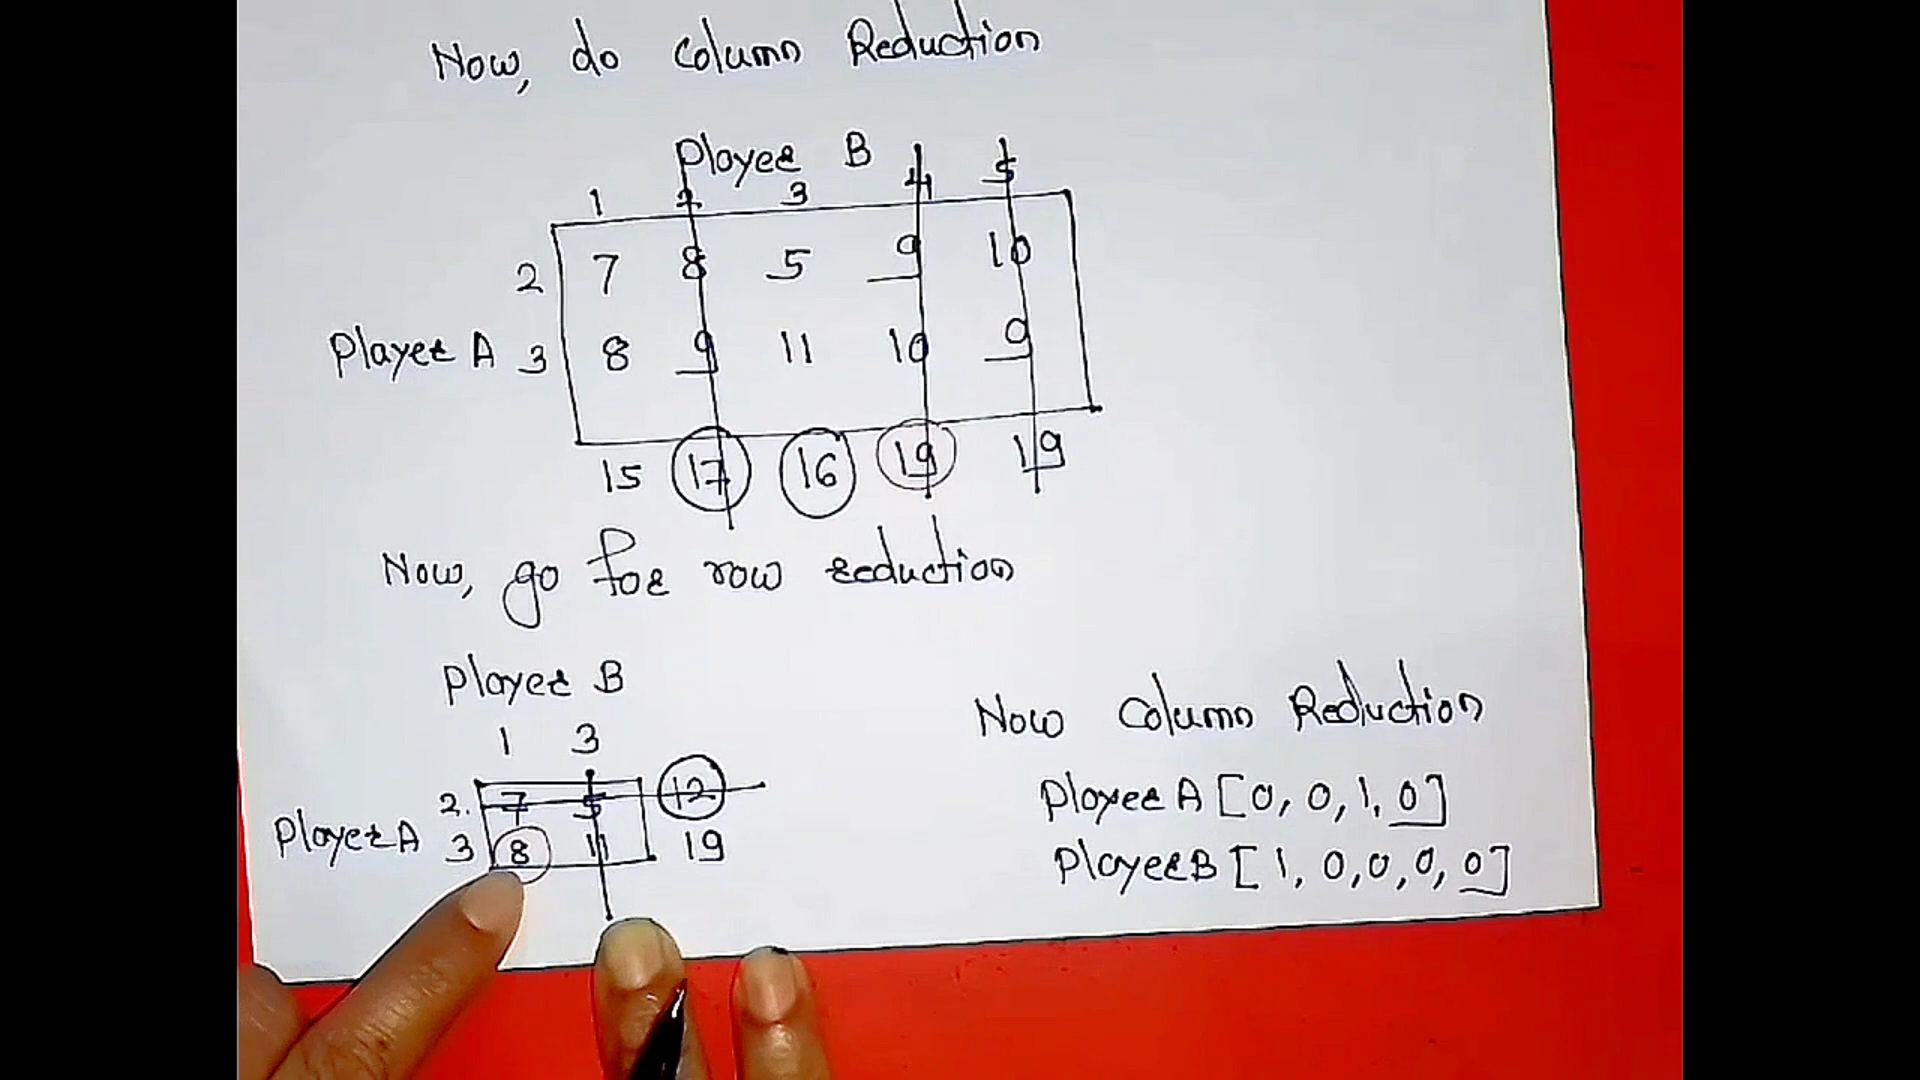 Now, do Column Reduction
Player B
1 2 3 4 5
2 7 8 5 9 10
Player A 3 8 9 11 10 9
15 17 16 19 19
Now, go for row reduction
Player B
1 3
2. 7 5 12
Player A 3 8 11 19
Now Column Reduction
Player A [0, 0, 1, 0]
Player B [1, 0, 0, 0, 0]